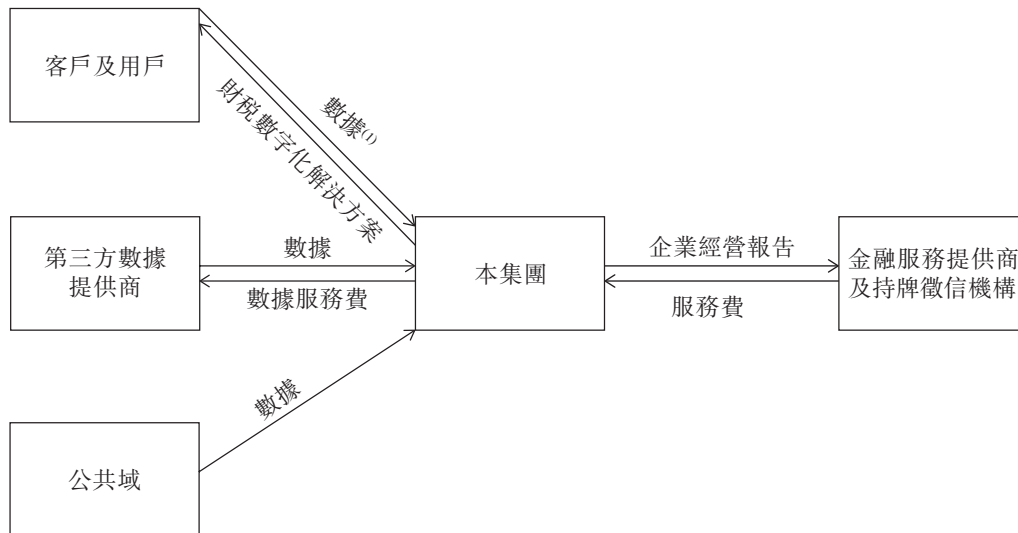 客戶及用戶
數據(1)
財稅數字化解決方案
第三方數據
提供商
數據
數據服務費
本集團
企業經營報告
服務費
金融服務提供商
及持牌徵信機構
數據
公共域